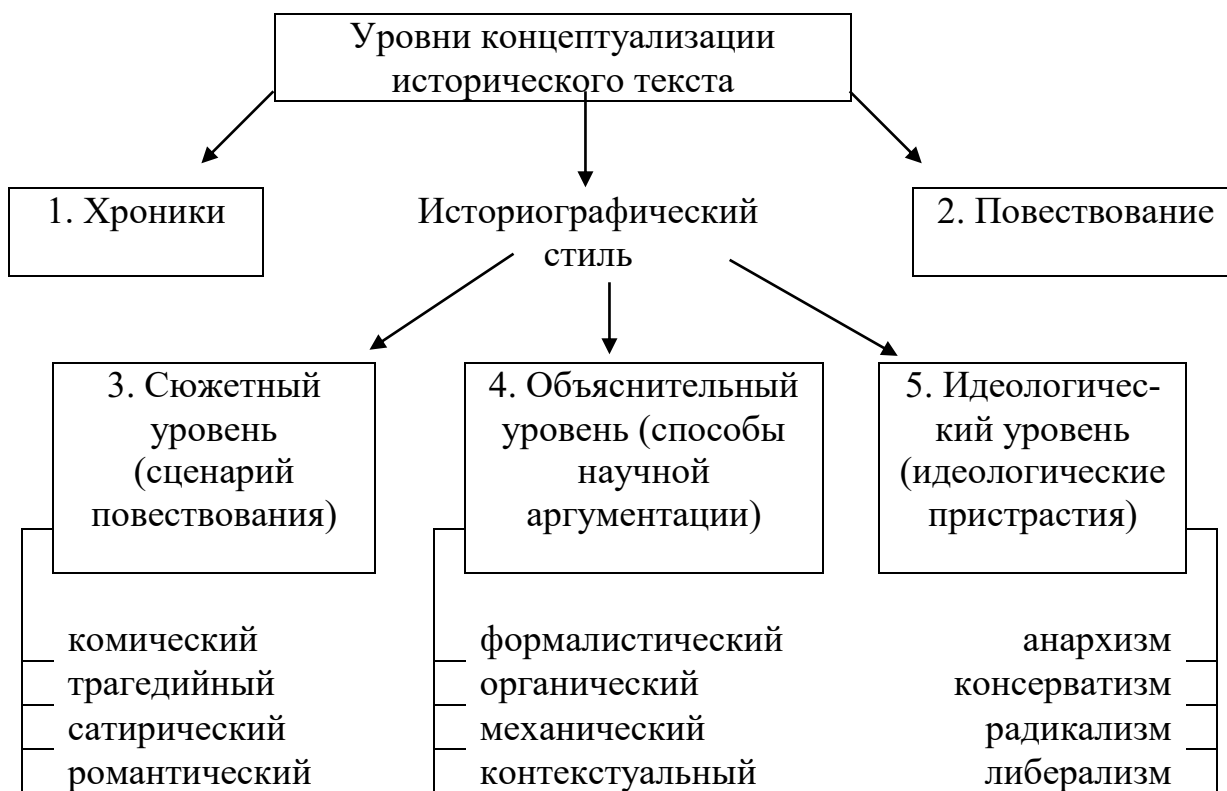 Уровни концептуализации
исторического текста
1. Хроники
Историографический
стиль
2. Повествование
3. Сюжетный
уровень
(сценарий
повествования)
4. Объяснительный
уровень (способы
научной
аргументации)
5. Идеологичес-
кий уровень
(идеологические
пристрастия)
комический
трагедийный
сатирический
романтический
формалистический
органический
механический
контекстуальный
анархизм
консерватизм
радикализм
либерализм